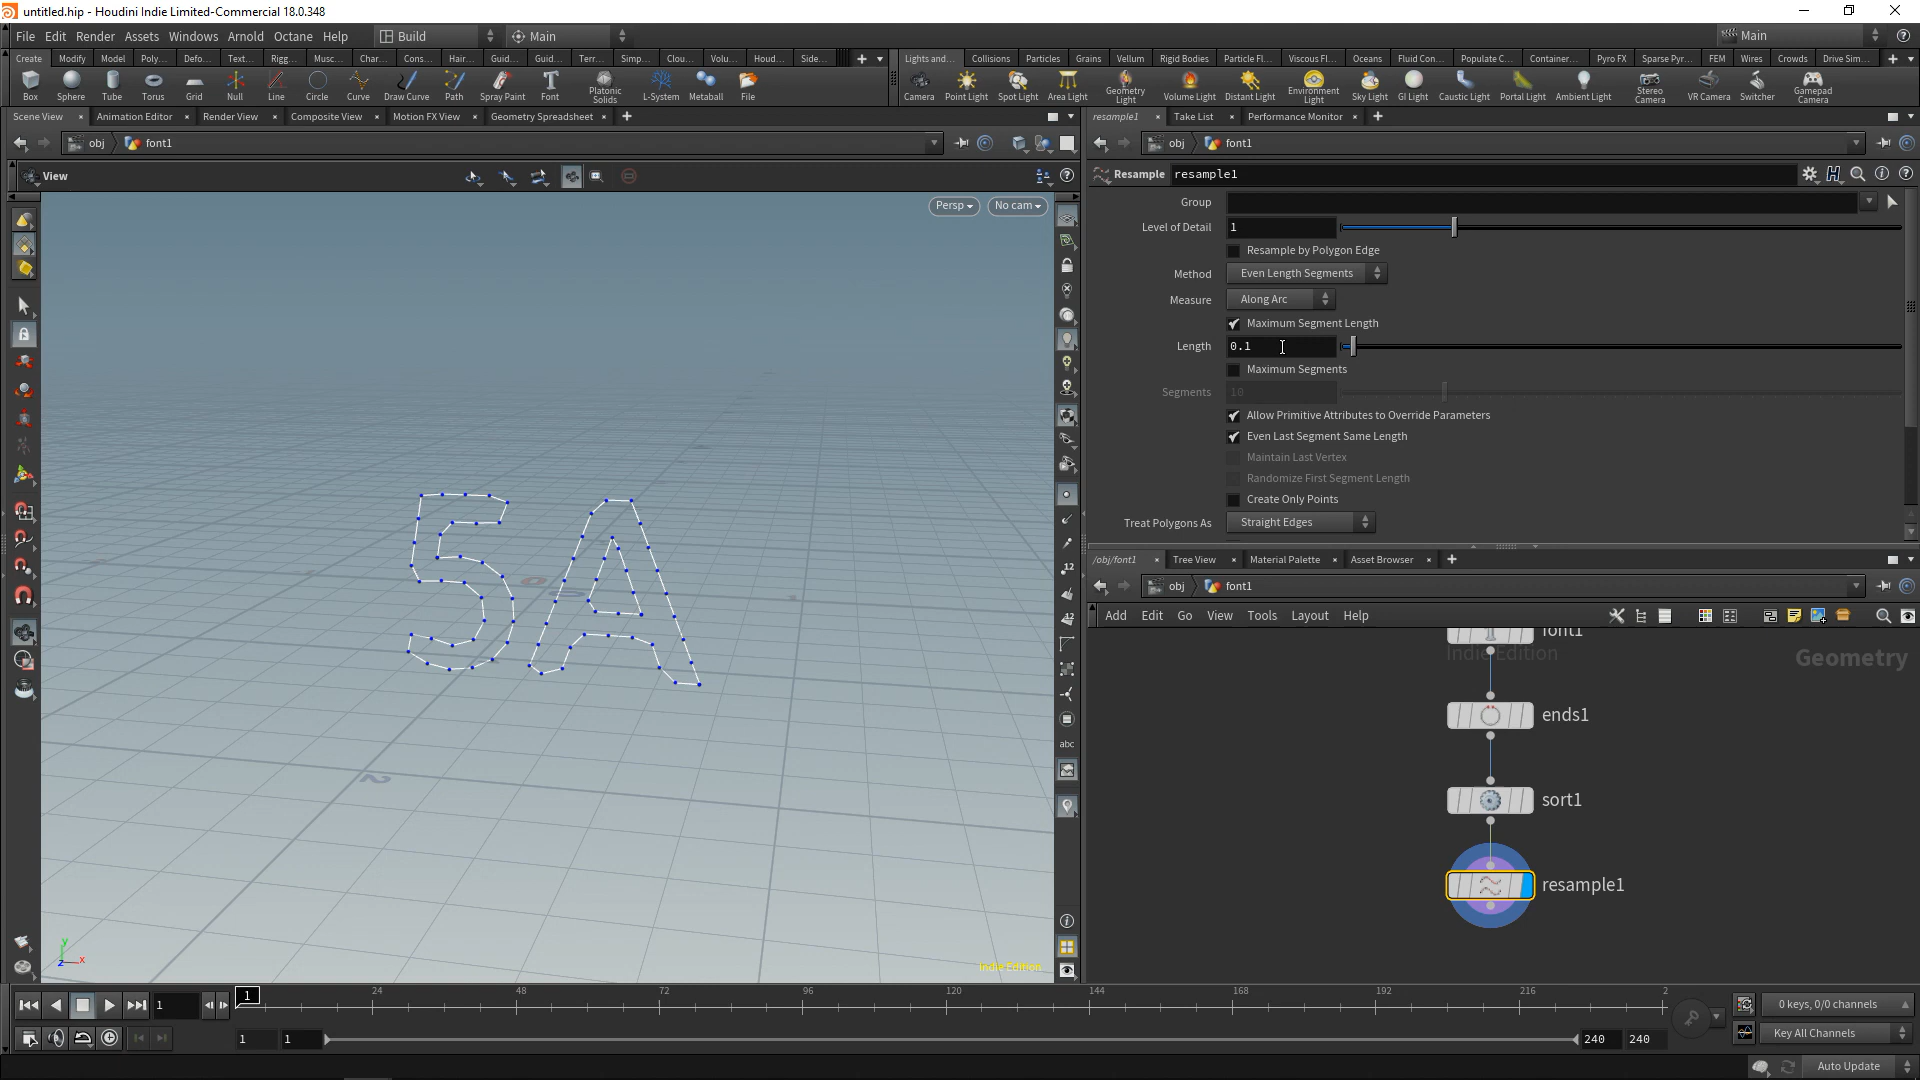 untitled.hip - Houdini Indie Limited-Commercial 18.0.348
File Edit Render Assets Windows Arnold Octane Help Build Main Main
Create Modify Model Poly... Defo... Text... Rigg... Musc... Char... Cons... Hair... Guid... Guid... Terr... Simp... Clou... Volu... Houd... Side...
Lights and... Collisions Particles Grains Vellum Rigid Bodies Particle Fl... Viscous Fl... Oceans Fluid Con... Populate C... Container... Pyro FX Sparse Pyr... FEM Wires Crowds Drive Sim...
Box Sphere Tube Torus Grid Null Line Circle Curve Draw Curve Path Spray Paint Font Platonic Solids L-System Metaball File
Camera Point Light Spot Light Area Light Geometry Light Volume Light Distant Light Environment Light Sky Light GI Light Caustic Light Portal Light Ambient Light Stereo Camera VR Camera Switcher Gamepad Camera
Scene View Animation Editor Render View Composite View Motion FX View Geometry Spreadsheet
resample1 Take List Performance Monitor
obj font1
obj font1
View
Persp No cam
Resample resample1
Group
Level of Detail 1
Resample by Polygon Edge
Method Even Length Segments
Measure Along Arc
Maximum Segment Length
Length 0.1
Maximum Segments
Segments 10
Allow Primitive Attributes to Override Parameters
Even Last Segment Same Length
Maintain Last Vertex
Randomize First Segment Length
Create Only Points
Treat Polygons As Straight Edges
5A
0
2
12
12
abc
y
z x
Indie Edition
/obj/font1 Tree View Material Palette Asset Browser
obj font1
Add Edit Go View Tools Layout Help
font1
Indie Edition
Geometry
ends1
sort1
resample1
1 1 24 48 72 96 120 144 168 192 216 2
0 keys, 0/0 channels
1 1 240 240
Key All Channels
Auto Update